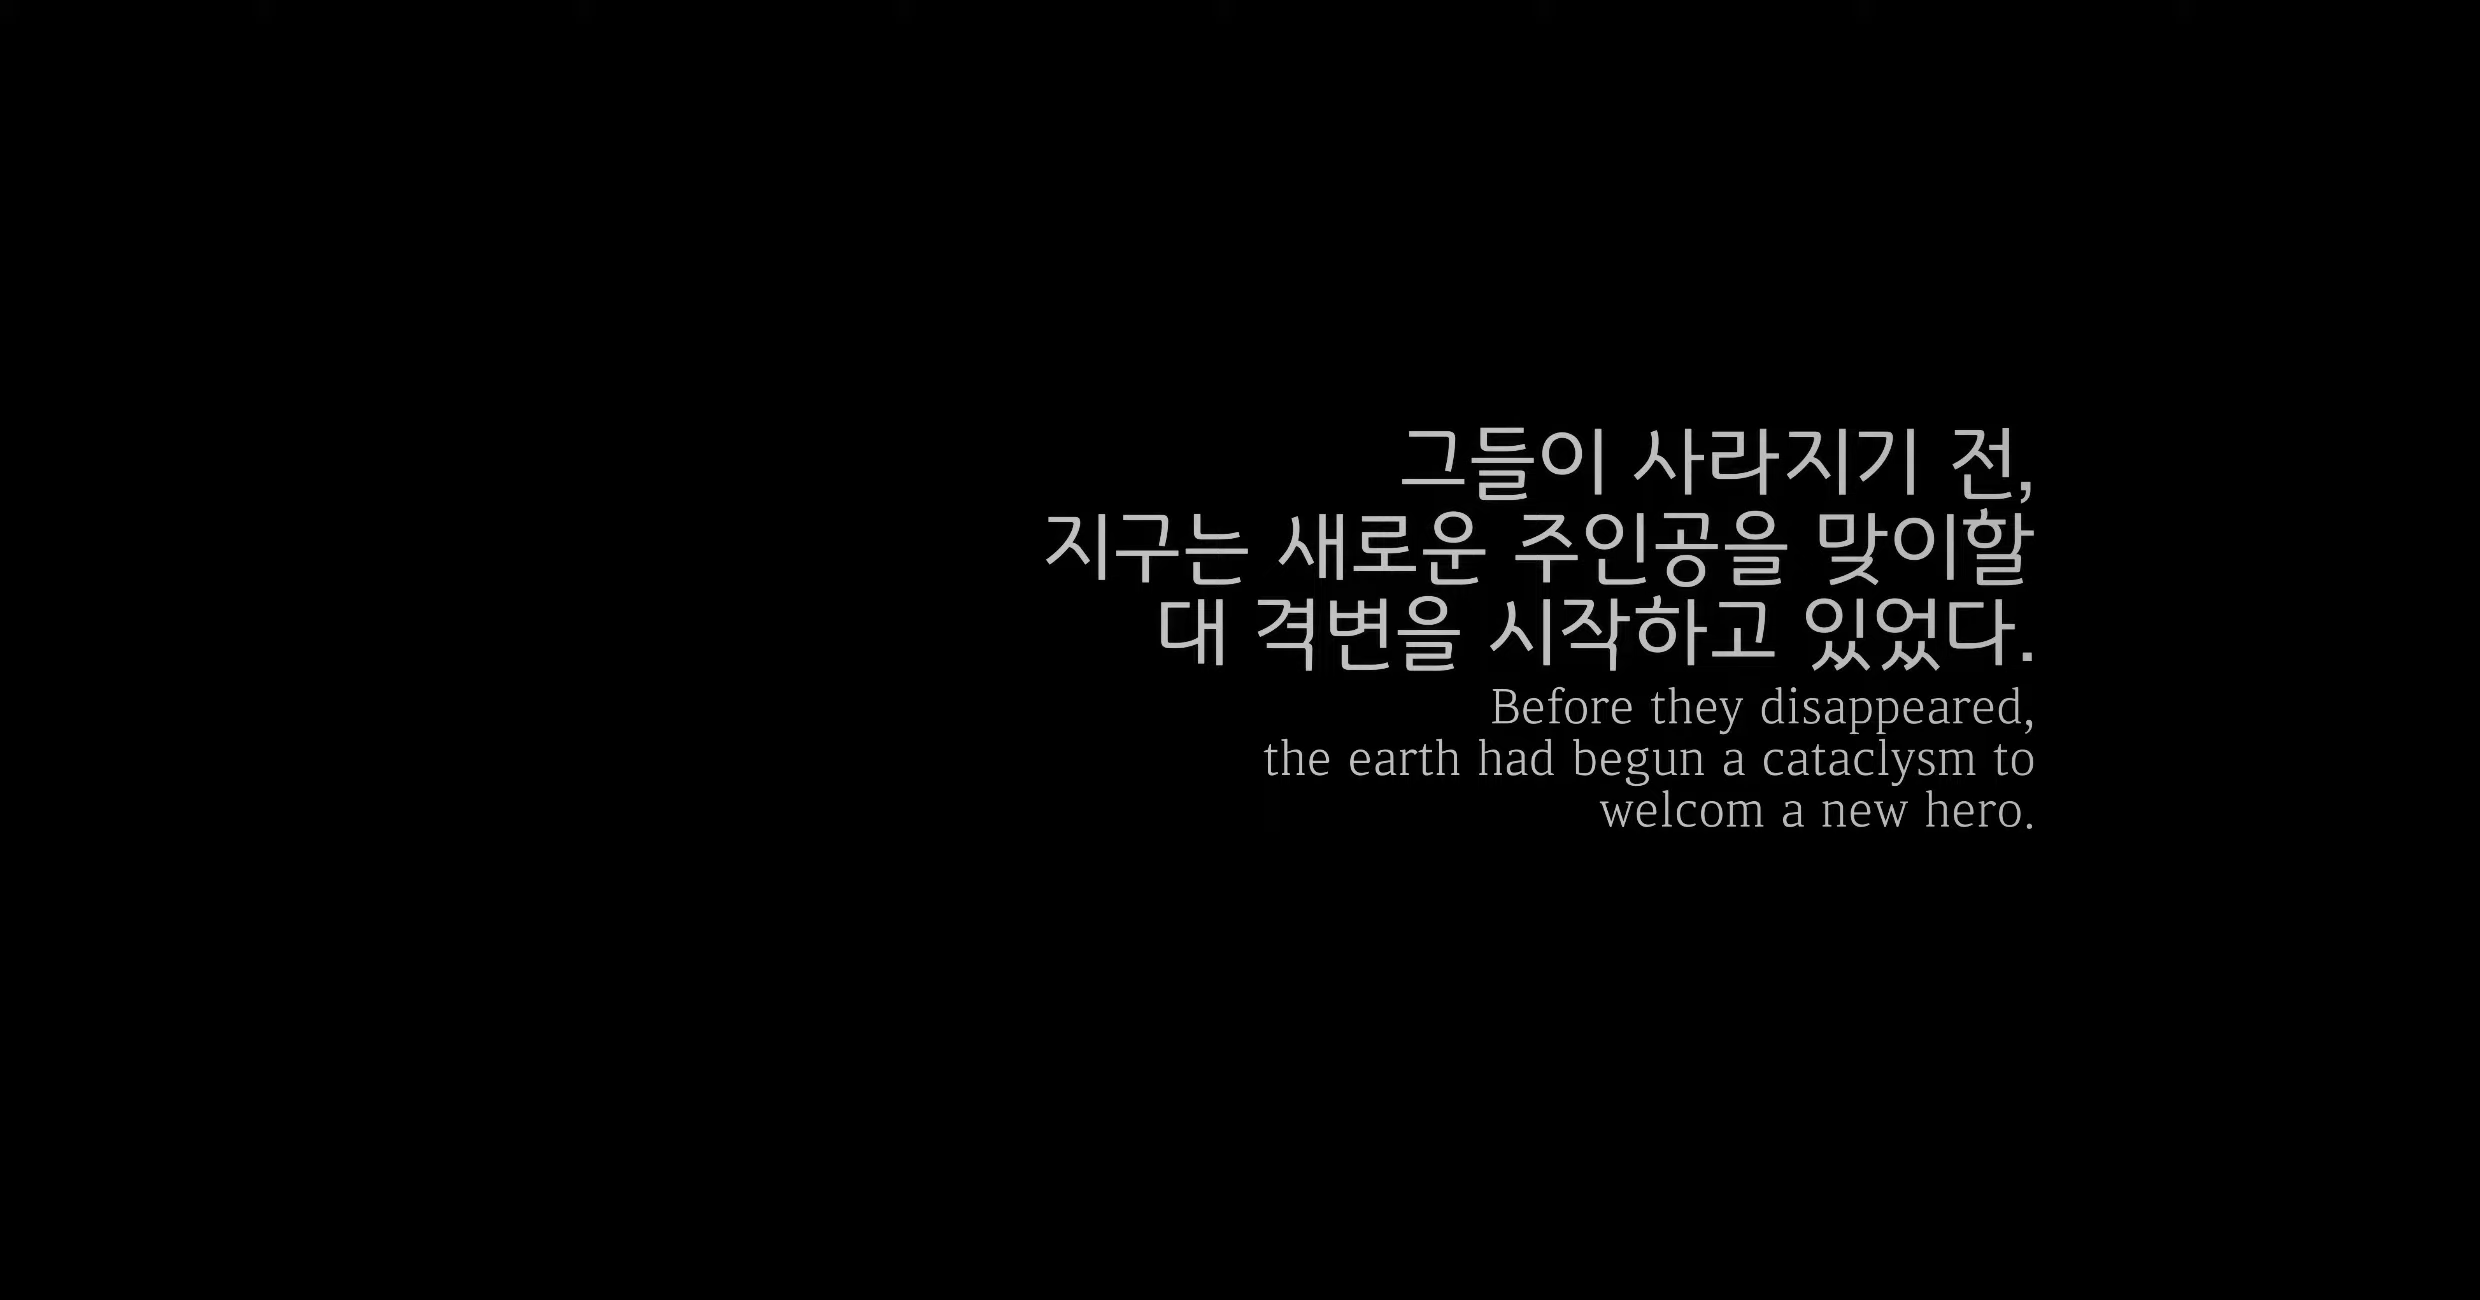 그들이 사라지기 전,
지구는 새로운 주인공을 맞이할
대 격변을 시작하고 있었다.
Before they disappeared,
the earth had begun a cataclysm to
welcom a new hero.